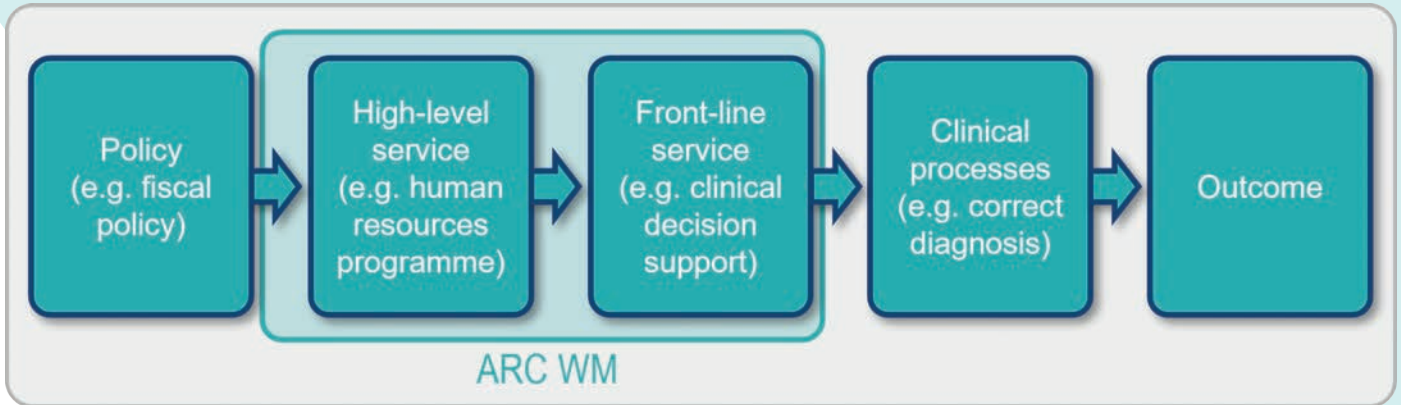 Policy
(e.g. fiscal
policy)
High-level
service
(e.g. human
resources
programme)
Front-line
service
(e.g. clinical
decision
support)
Clinical
processes
(e.g. correct
diagnosis)
Outcome
ARC WM